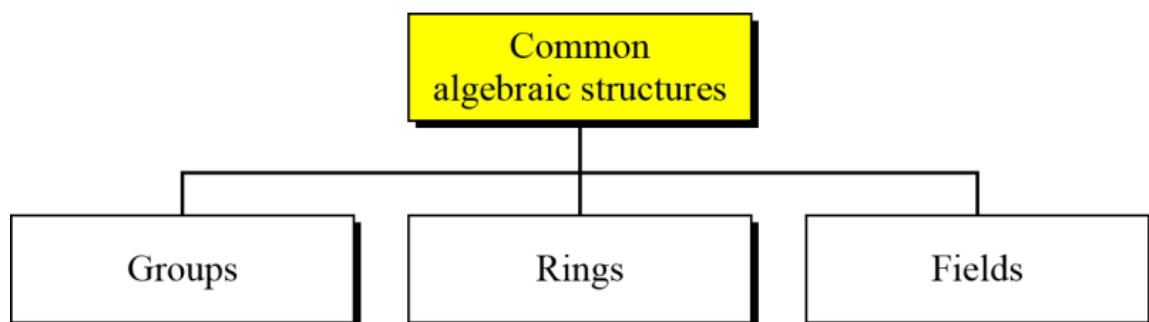 Common
algebraic structures
Groups
Rings
Fields